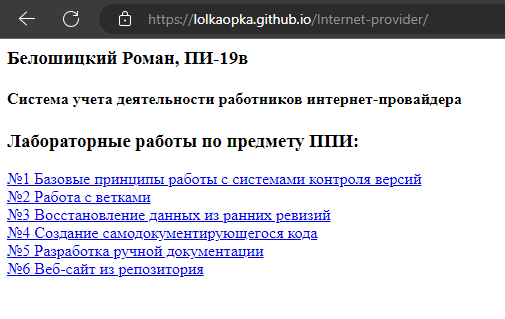 https://lolkaopka.github.io/Internet-provider/
Белошицкий Роман, ПИ-19в
Система учета деятельности работников интернет-провайдера
Лабораторные работы по предмету ППИ:
№1 Базовые принципы работы с системами контроля версий
№2 Работа с ветками
№3 Восстановление данных из ранних ревизий
№4 Создание самодокументирующегося кода
№5 Разработка ручной документации
№6 Веб-сайт из репозитория